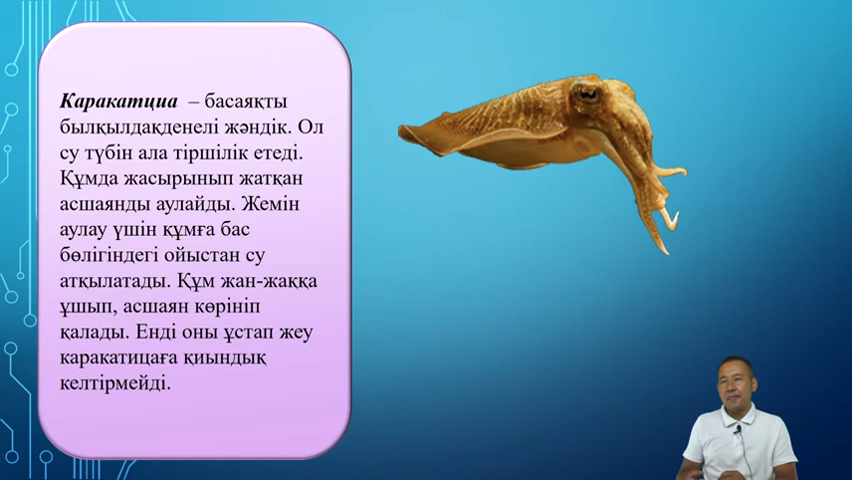 Каракатциа – басаяқты
былқылдақденелі жәндік. Ол
су түбін ала тіршілік етеді.
Құмда жасырынып жатқан
асшаянды аулайды. Жемін
аулау үшін құмға бас
бөлігіндегі ойыстан су
атқылатады. Құм жан-жаққа
ұшып, асшаян көрініп
қалады. Енді оны ұстап жеу
каракатицаға қиындық
келтірмейді.